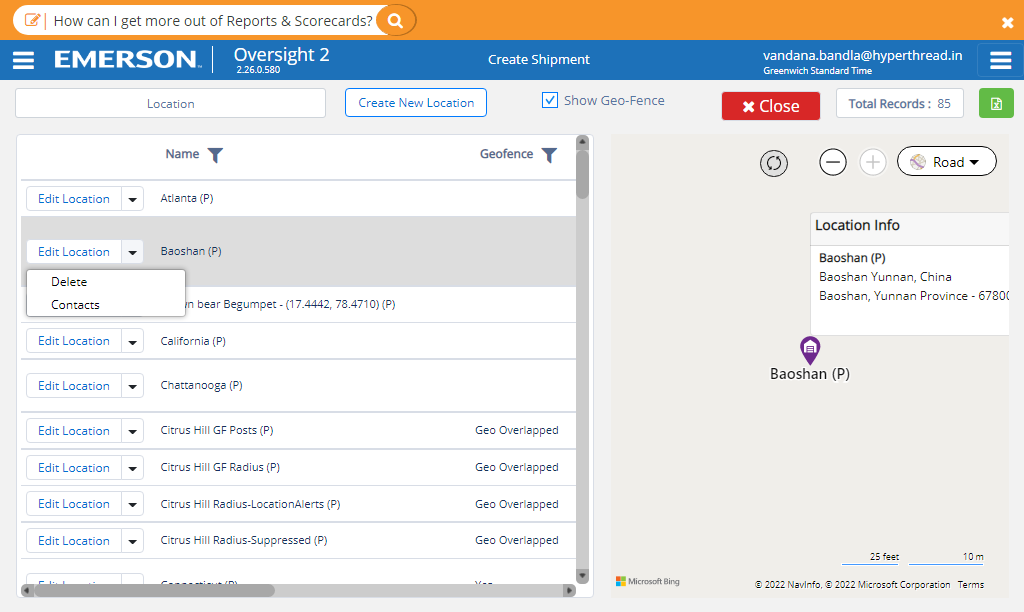 How can I get more out of Reports & Scorecards?
EMERSON
Oversight 2
2.26.0.580
Create Shipment
vandana.bandla@hyperthread.in
Greenwich Standard Time
Location
Create New Location
Show Geo-Fence
Close
Total Records : 85
Name
Geofence
Edit Location Atlanta (P)
Edit Location Baoshan (P)
Delete
Contacts
n bear Begumpet - (17.4442, 78.4710) (P)
Edit Location California (P)
Edit Location Chattanooga (P)
Edit Location Citrus Hill GF Posts (P) Geo Overlapped
Edit Location Citrus Hill GF Radius (P) Geo Overlapped
Edit Location Citrus Hill Radius-LocationAlerts (P) Geo Overlapped
Edit Location Citrus Hill Radius-Suppressed (P) Geo Overlapped
Edit Location Connecticut (P) Yes
Road
Location Info
Baoshan (P)
Baoshan Yunnan, China
Baoshan, Yunnan Province - 67800
Baoshan (P)
25 feet 10 m
Microsoft Bing
© 2022 NavInfo, © 2022 Microsoft Corporation Terms